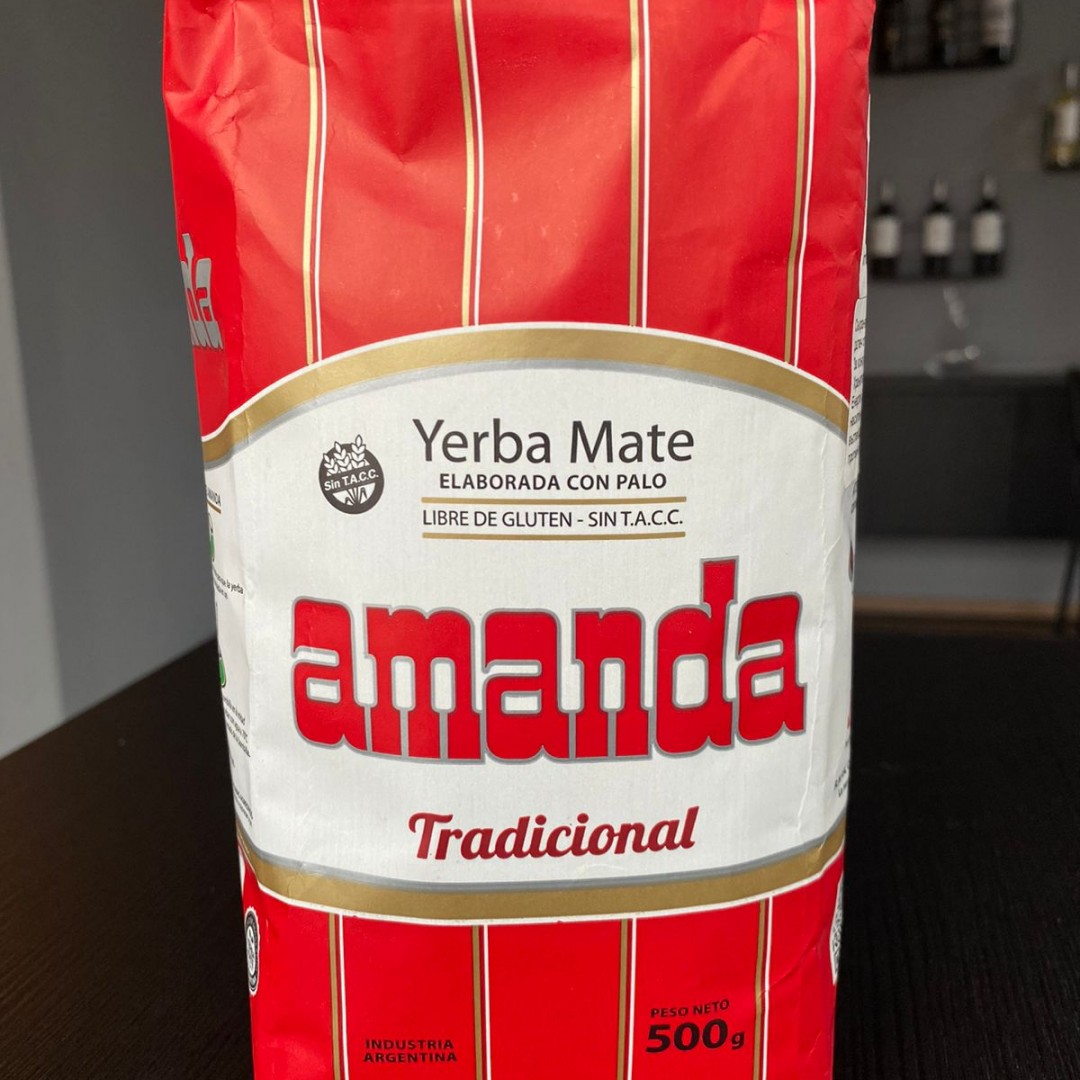 Yerba Mate
ELABORADA CON PALO
Sin T.A.C.C.
LIBRE DE GLUTEN - SIN T.A.C.C.
amanda
Tradicional
INDUSTRIA
ARGENTINA
PESO NETO
500g